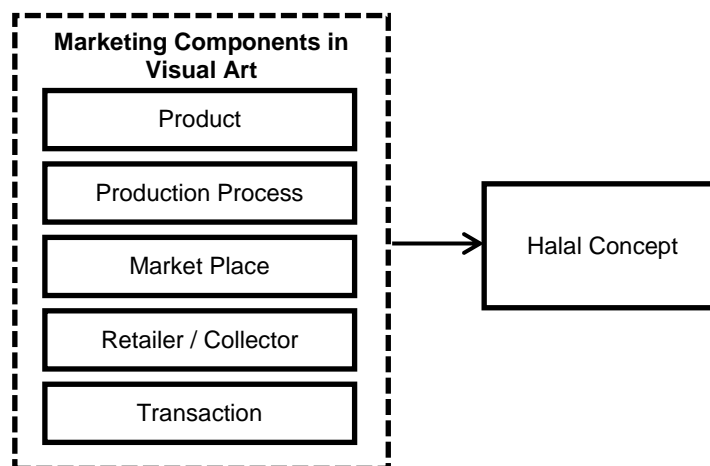 Marketing Components in
Visual Art
Product
Production Process
Market Place
Retailer / Collector
Transaction
Halal Concept